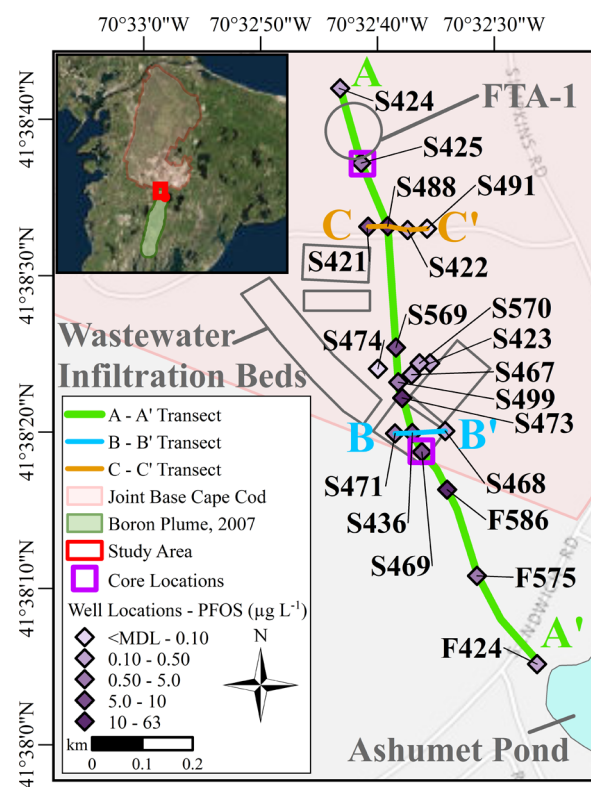 70°33'0"W 70°32'50"W 70°32'40"W 70°32'30"W
41°38'40"N
41°38'30"N
41°38'20"N
41°38'10"N
41°38'0"N
A
S424
FTA-1
SIMPKINS RD
S425
S488 S491
C C'
S421 S422
S570
S569
S423
S474
Wastewater
Infiltration Beds
S467
S499
S473
B B'
S471
S468
S436
F586
S469
F575
SANDWICH RD
A'
F424
Ashumet Pond
A - A' Transect
B - B' Transect
C - C' Transect
Joint Base Cape Cod
Boron Plume, 2007
Study Area
Core Locations
Well Locations - PFOS (µg L⁻¹)
<MDL - 0.10
0.10 - 0.50
0.50 - 5.0
5.0 - 10
10 - 63
N
km
0 0.1 0.2